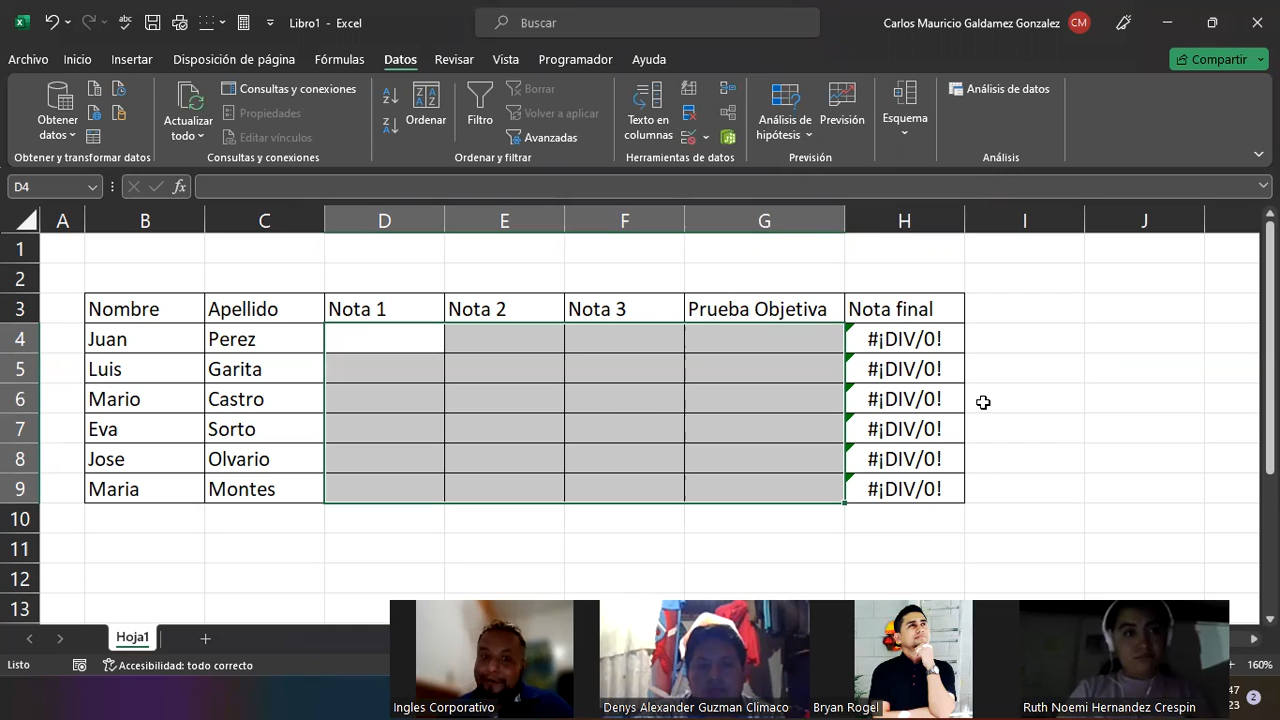 Libro1 - Excel
Buscar
Carlos Mauricio Galdamez Gonzalez
CM
Archivo
Inicio
Insertar
Disposición de página
Fórmulas
Datos
Revisar
Vista
Programador
Ayuda
Compartir
Obtener datos
Obtener y transformar datos
Actualizar todo
Consultas y conexiones
Propiedades
Editar vínculos
Consultas y conexiones
Ordenar
Filtro
Borrar
Volver a aplicar
Avanzadas
Ordenar y filtrar
Texto en columnas
Herramientas de datos
Análisis de hipótesis
Previsión
Previsión
Esquema
Análisis de datos
Análisis
D4
fx
A B C D E F G H I J
1
2
3 Nombre Apellido Nota 1 Nota 2 Nota 3 Prueba Objetiva Nota final
4 Juan Perez #¡DIV/0!
5 Luis Garita #¡DIV/0!
6 Mario Castro #¡DIV/0!
7 Eva Sorto #¡DIV/0!
8 Jose Olvario #¡DIV/0!
9 Maria Montes #¡DIV/0!
10
11
12
13
Hoja1
Listo
Accesibilidad: todo correcto
160%
47
23
2
Ingles Corporativo
Denys Alexander Guzman Climaco
Bryan Rogel
Ruth Noemi Hernandez Crespin